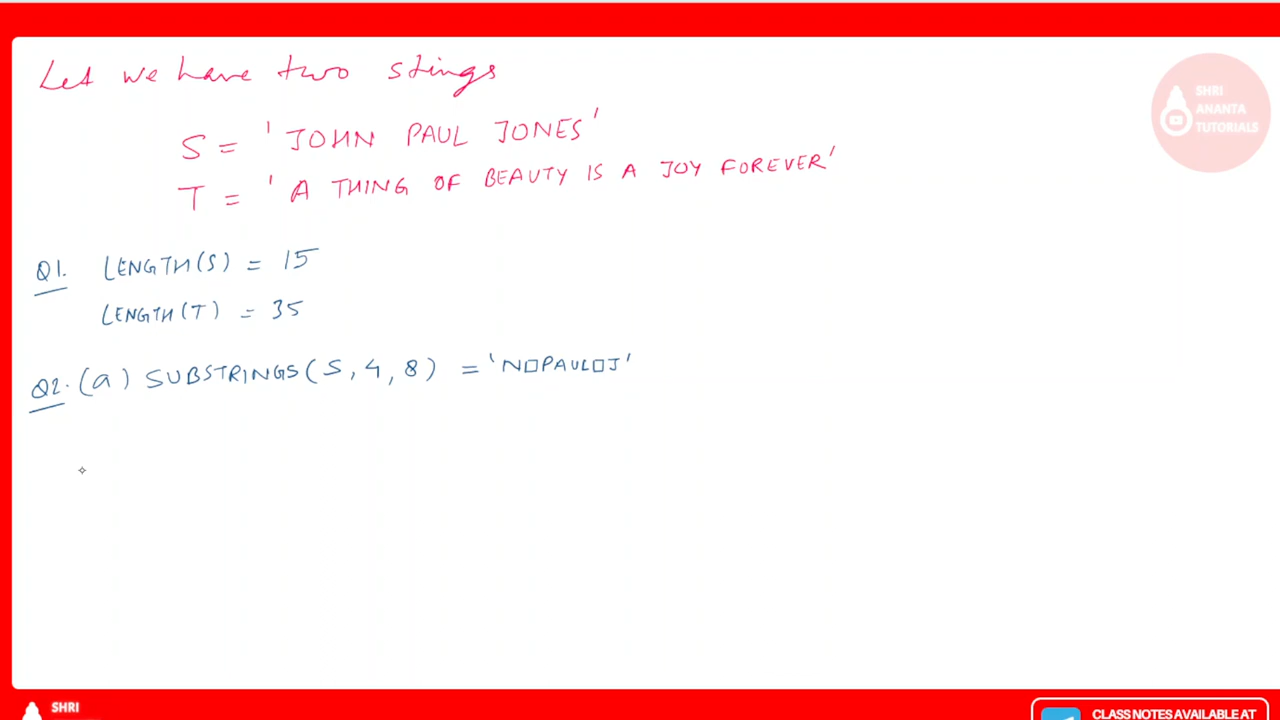 Let we have two stings
S = 'JOHN PAUL JONES'
T = 'A THING OF BEAUTY IS A JOY FOREVER'
Q1. LENGTH(S) = 15
LENGTH(T) = 35
Q2. (a) SUBSTRINGS(S, 4, 8) = 'N□PAUL□J'
SHRI
ANANTA
TUTORIALS
SHRI
CLASS NOTES AVAILABLE AT